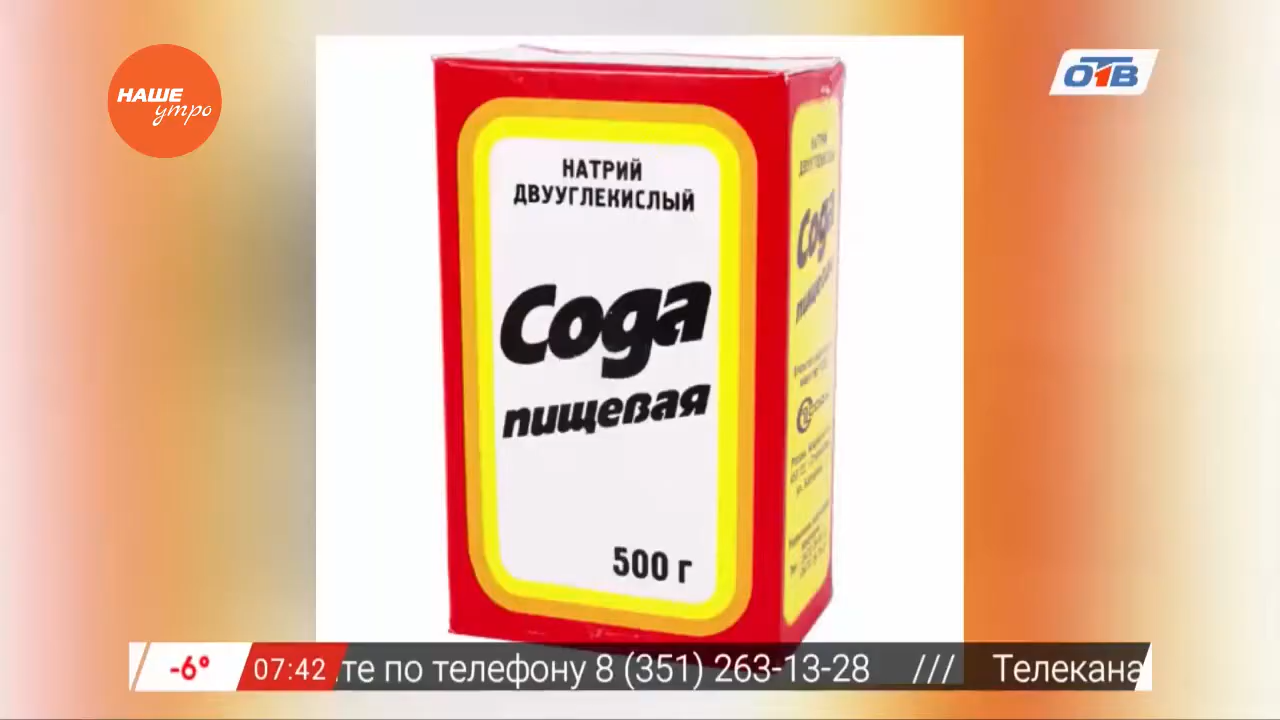 НАШЕ
утро
ОТВ
НАТРИЙ
ДВУУГЛЕКИСЛЫЙ
Сода
пищевая
500 г
Сода
пищевая
-6°
07:42
те по телефону 8 (351) 263-13-28 /// Телекана